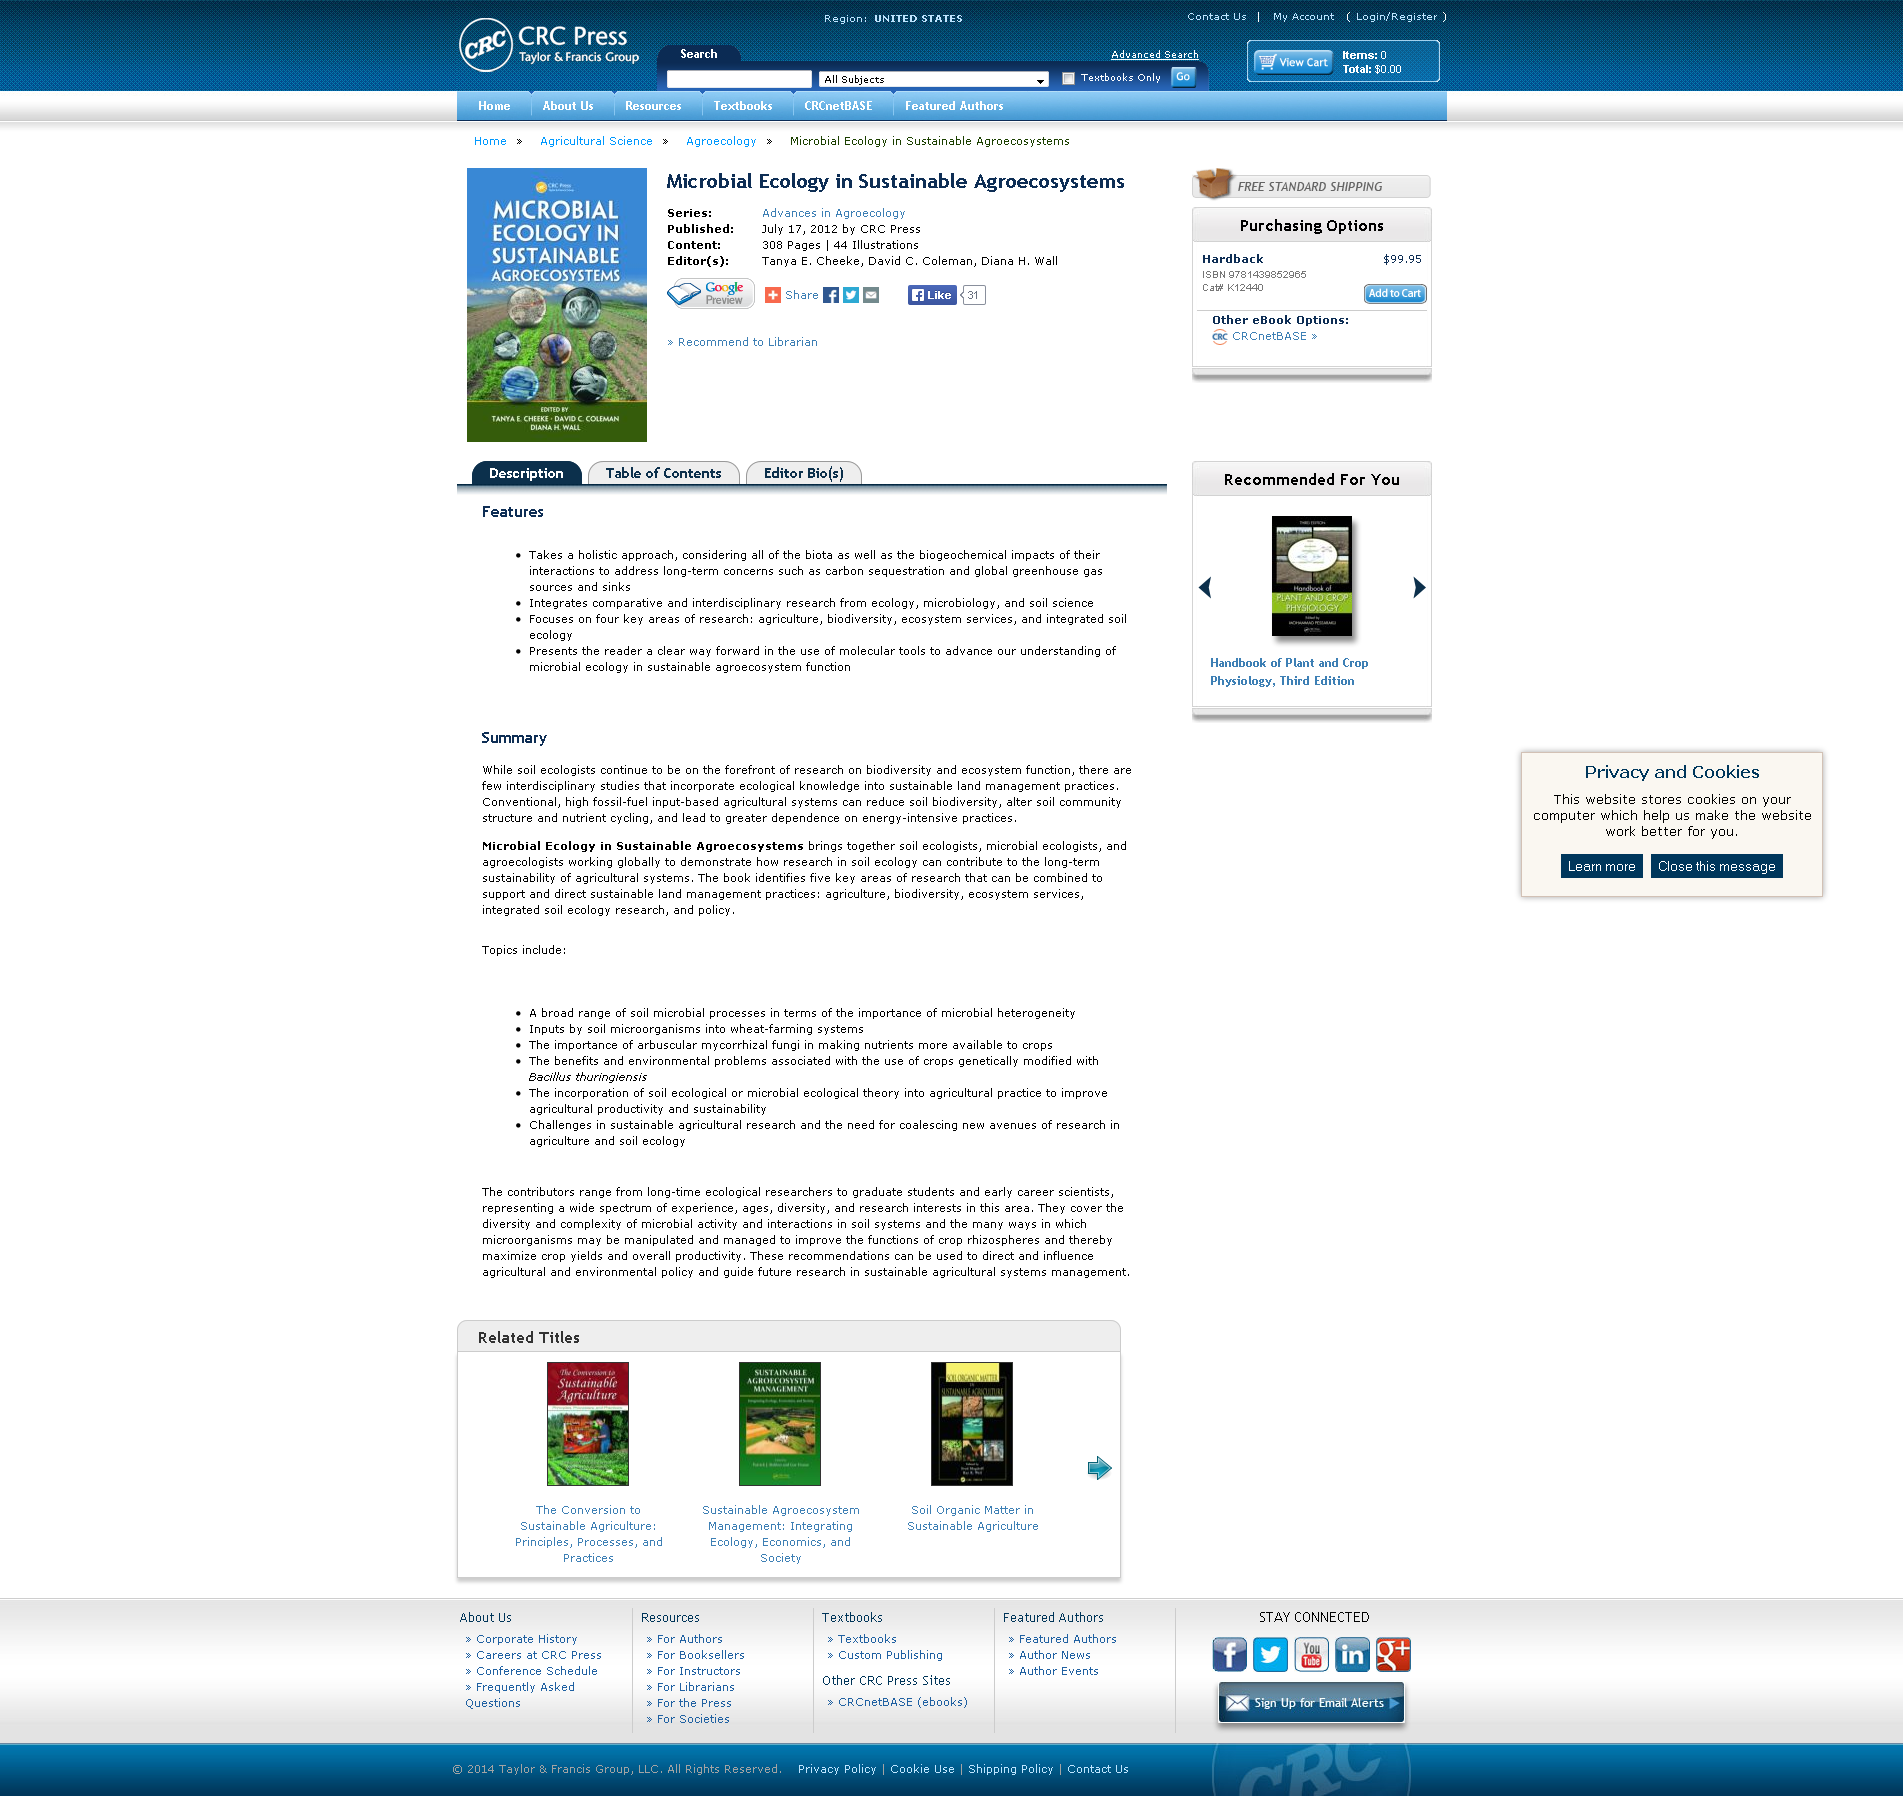 Region: UNITED STATES
Contact Us | My Account ( Login/Register )
CRC CRC Press
Taylor & Francis Group
Search
Advanced Search
All Subjects
Textbooks Only
Go
View Cart
Items: 0
Total: $0.00
Home About Us Resources Textbooks CRCnetBASE Featured Authors
Home » Agricultural Science » Agroecology » Microbial Ecology in Sustainable Agroecosystems
CRC Press
MICROBIAL
ECOLOGY IN
SUSTAINABLE
AGROECOSYSTEMS
EDITED BY
TANYA E. CHEEKE • DAVID C. COLEMAN
DIANA H. WALL
Microbial Ecology in Sustainable Agroecosystems
Series: Advances in Agroecology
Published: July 17, 2012 by CRC Press
Content: 308 Pages | 44 Illustrations
Editor(s): Tanya E. Cheeke, David C. Coleman, Diana H. Wall
Google
Preview
Share
Like 31
» Recommend to Librarian
FREE STANDARD SHIPPING
Purchasing Options
Hardback $99.95
ISBN 9781439852965
Cat# K12440
Add to Cart
Other eBook Options:
CRC CRCnetBASE »
Description Table of Contents Editor Bio(s)
Features
• Takes a holistic approach, considering all of the biota as well as the biogeochemical impacts of their
interactions to address long-term concerns such as carbon sequestration and global greenhouse gas
sources and sinks
• Integrates comparative and interdisciplinary research from ecology, microbiology, and soil science
• Focuses on four key areas of research: agriculture, biodiversity, ecosystem services, and integrated soil
ecology
• Presents the reader a clear way forward in the use of molecular tools to advance our understanding of
microbial ecology in sustainable agroecosystem function
Recommended For You
THIRD EDITION
Handbook of
PLANT AND CROP
PHYSIOLOGY
Handbook of Plant and Crop
Physiology, Third Edition
Summary
While soil ecologists continue to be on the forefront of research on biodiversity and ecosystem function, there are
few interdisciplinary studies that incorporate ecological knowledge into sustainable land management practices.
Conventional, high fossil-fuel input-based agricultural systems can reduce soil biodiversity, alter soil community
structure and nutrient cycling, and lead to greater dependence on energy-intensive practices.
Microbial Ecology in Sustainable Agroecosystems brings together soil ecologists, microbial ecologists, and
agroecologists working globally to demonstrate how research in soil ecology can contribute to the long-term
sustainability of agricultural systems. The book identifies five key areas of research that can be combined to
support and direct sustainable land management practices: agriculture, biodiversity, ecosystem services,
integrated soil ecology research, and policy.
Privacy and Cookies
This website stores cookies on your
computer which help us make the website
work better for you.
Learn more Close this message
Topics include:
• A broad range of soil microbial processes in terms of the importance of microbial heterogeneity
• Inputs by soil microorganisms into wheat-farming systems
• The importance of arbuscular mycorrhizal fungi in making nutrients more available to crops
• The benefits and environmental problems associated with the use of crops genetically modified with
Bacillus thuringiensis
• The incorporation of soil ecological or microbial ecological theory into agricultural practice to improve
agricultural productivity and sustainability
• Challenges in sustainable agricultural research and the need for coalescing new avenues of research in
agriculture and soil ecology
The contributors range from long-time ecological researchers to graduate students and early career scientists,
representing a wide spectrum of experience, ages, diversity, and research interests in this area. They cover the
diversity and complexity of microbial activity and interactions in soil systems and the many ways in which
microorganisms may be manipulated and managed to improve the functions of crop rhizospheres and thereby
maximize crop yields and overall productivity. These recommendations can be used to direct and influence
agricultural and environmental policy and guide future research in sustainable agricultural systems management.
Related Titles
The Conversion to
Sustainable
Agriculture
SUSTAINABLE
AGROECOSYSTEM
MANAGEMENT
SOIL ORGANIC MATTER
IN
SUSTAINABLE AGRICULTURE
The Conversion to
Sustainable Agriculture:
Principles, Processes, and
Practices
Sustainable Agroecosystem
Management: Integrating
Ecology, Economics, and
Society
Soil Organic Matter in
Sustainable Agriculture
About Us
» Corporate History
» Careers at CRC Press
» Conference Schedule
» Frequently Asked
Questions
Resources
» For Authors
» For Booksellers
» For Instructors
» For Librarians
» For the Press
» For Societies
Textbooks
» Textbooks
» Custom Publishing
Other CRC Press Sites
» CRCnetBASE (ebooks)
Featured Authors
» Featured Authors
» Author News
» Author Events
STAY CONNECTED
You Tube
in
Sign Up for Email Alerts
© 2014 Taylor & Francis Group, LLC. All Rights Reserved. Privacy Policy | Cookie Use | Shipping Policy | Contact Us
CRC